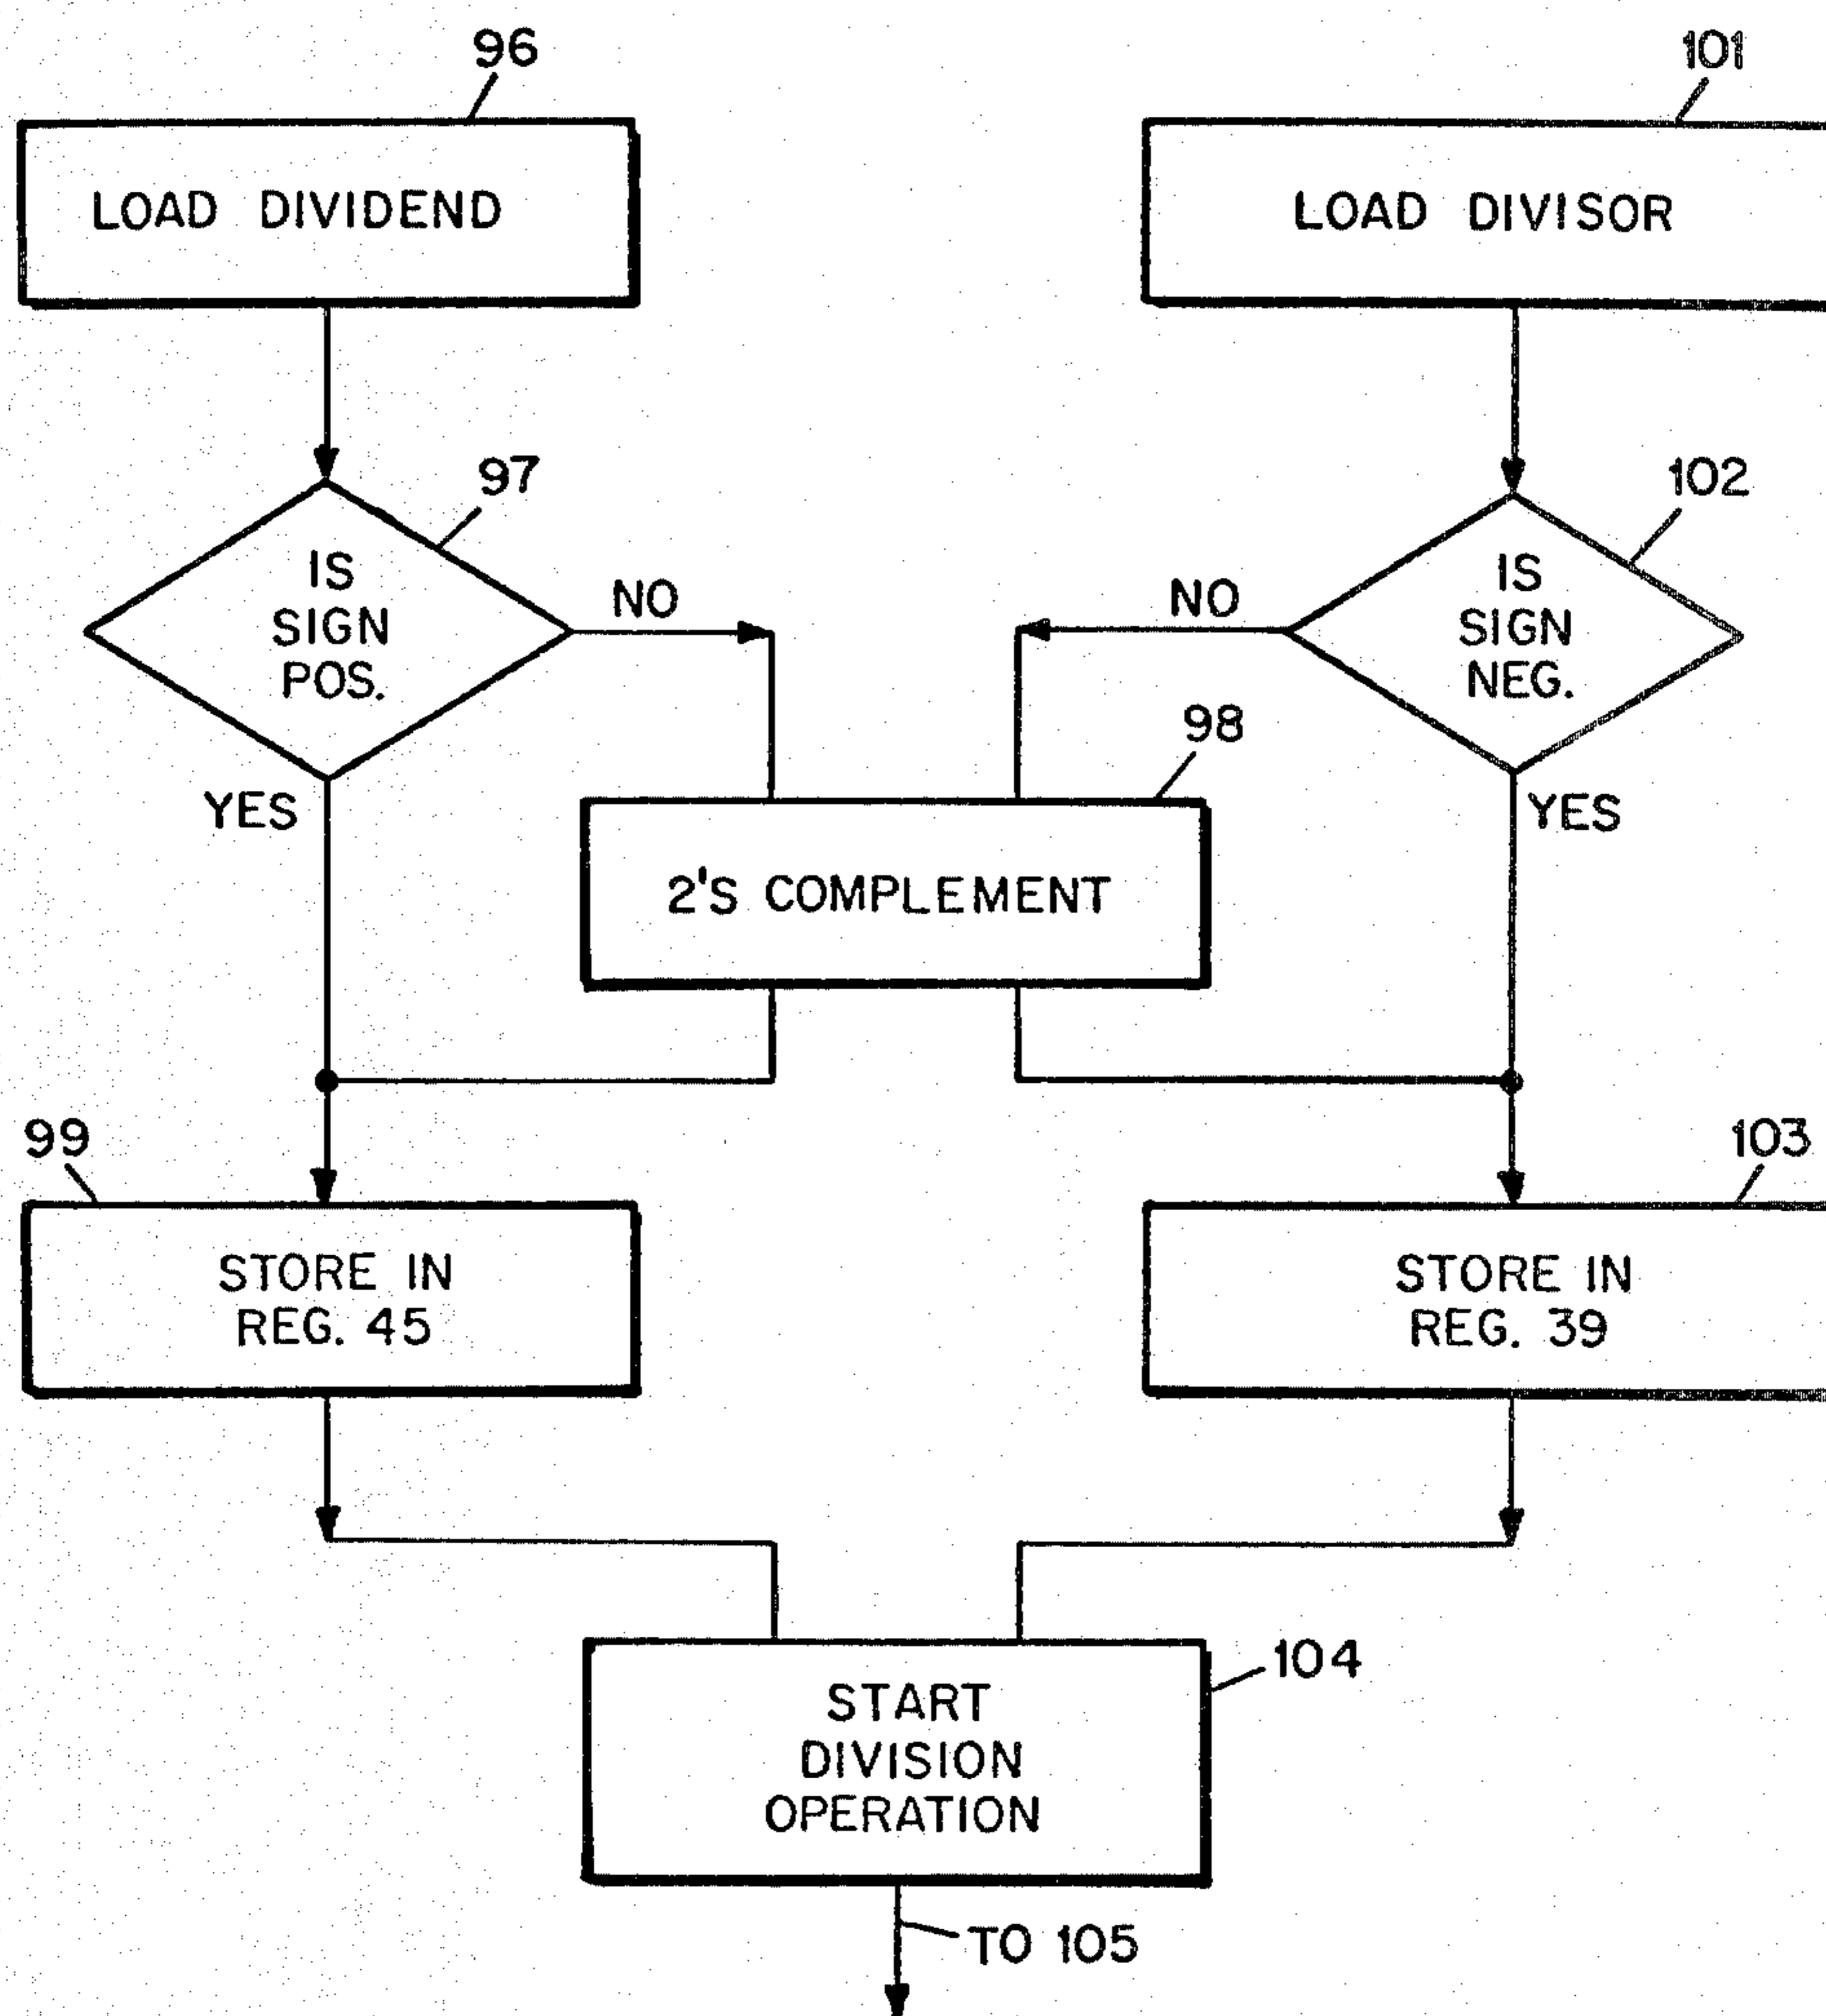 96
101
LOAD DIVIDEND
LOAD DIVISOR
97
102
IS
SIGN
POS.
NO
NO
IS
SIGN
NEG.
98
YES
YES
2'S COMPLEMENT
99
103
STORE IN
REG. 45
STORE IN
REG. 39
104
START
DIVISION
OPERATION
TO 105